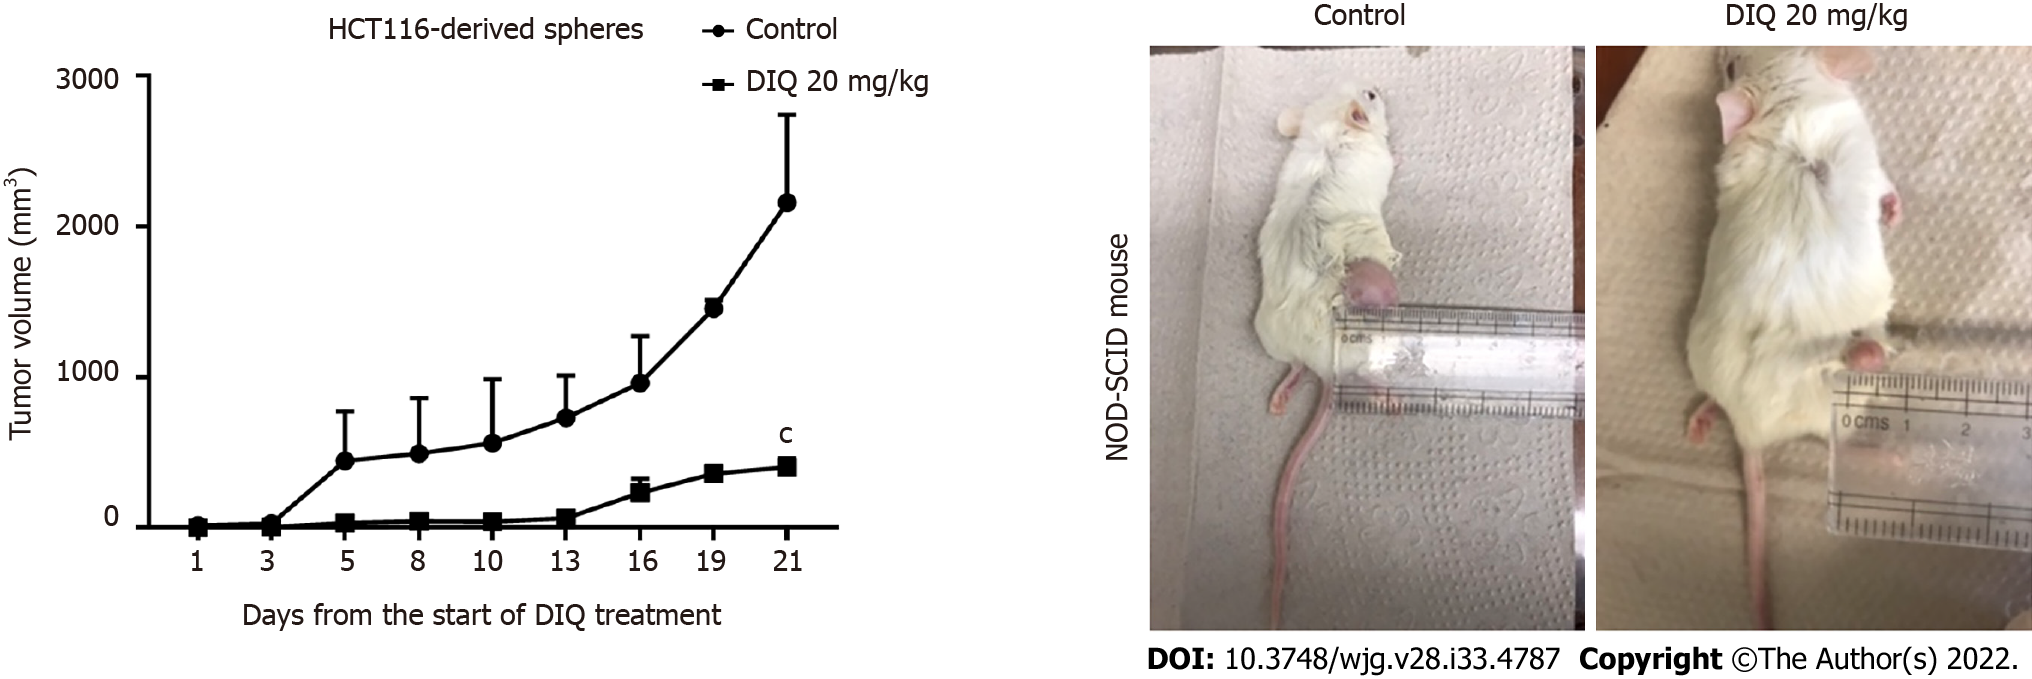 HCT116-derived spheres
Control
DIQ 20 mg/kg
3000
2000
1000
0
Tumor volume (mm³)
c
1 3 5 8 10 13 16 19 21
Days from the start of DIQ treatment
Control
DIQ 20 mg/kg
NOD-SCID mouse
0 cms 1
0 cms 1 2 3
DOI: 10.3748/wjg.v28.i33.4787 Copyright ©The Author(s) 2022.